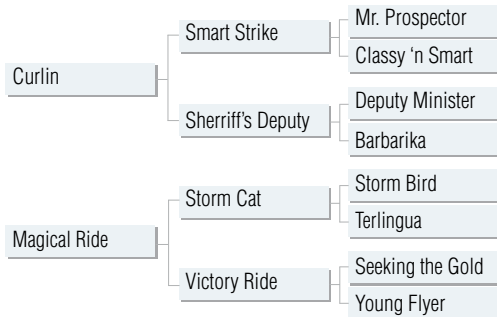 Mr. Prospector
Smart Strike
Classy ‘n Smart
Curlin
Deputy Minister
Sherriff’s Deputy
Barbarika
Storm Bird
Storm Cat
Terlingua
Magical Ride
Seeking the Gold
Victory Ride
Young Flyer